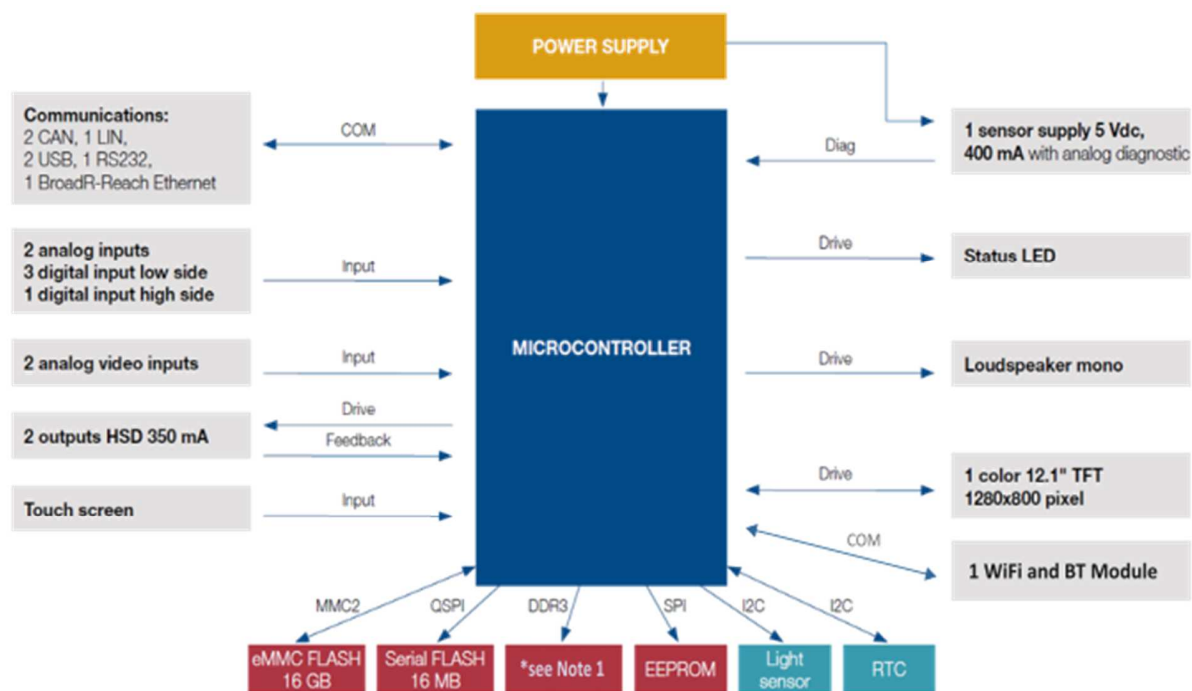 POWER SUPPLY
Communications:
2 CAN, 1 LIN,
2 USB, 1 RS232,
1 BroadR-Reach Ethernet
COM
2 analog inputs
3 digital input low side
1 digital input high side
Input
2 analog video inputs
Input
2 outputs HSD 350 mA
Drive
Feedback
Touch screen
Input
MICROCONTROLLER
1 sensor supply 5 Vdc,
400 mA with analog diagnostic
Diag
Drive
Status LED
Drive
Loudspeaker mono
Drive
1 color 12.1" TFT
1280x800 pixel
COM
1 WiFi and BT Module
MMC2
QSPI
DDR3
SPI
I2C
I2C
eMMC FLASH
16 GB
Serial FLASH
16 MB
*see Note 1
EEPROM
Light
sensor
RTC